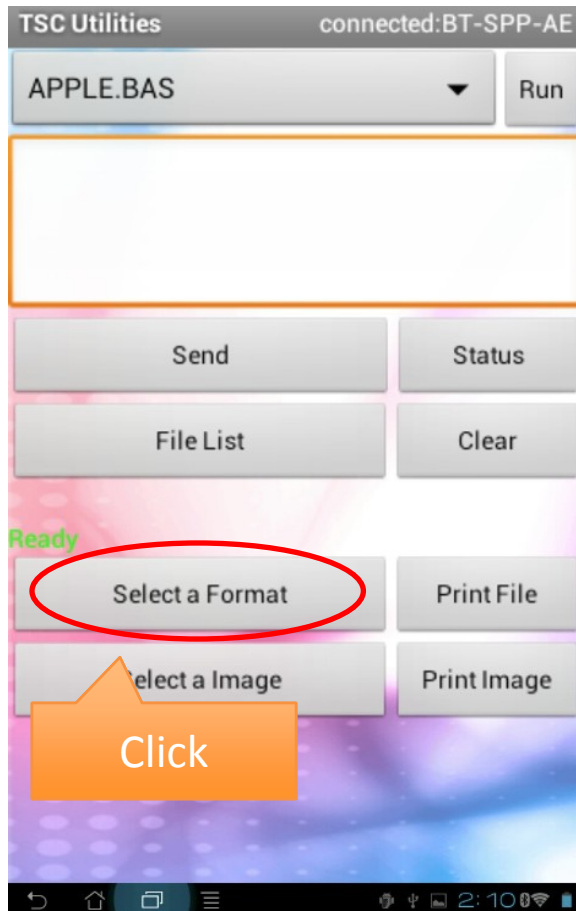 TSC Utilities connected:BT-SPP-AE
APPLE.BAS Run
Send Status
File List Clear
Ready
Select a Format Print File
elect a Image Print Image
Click
2:10